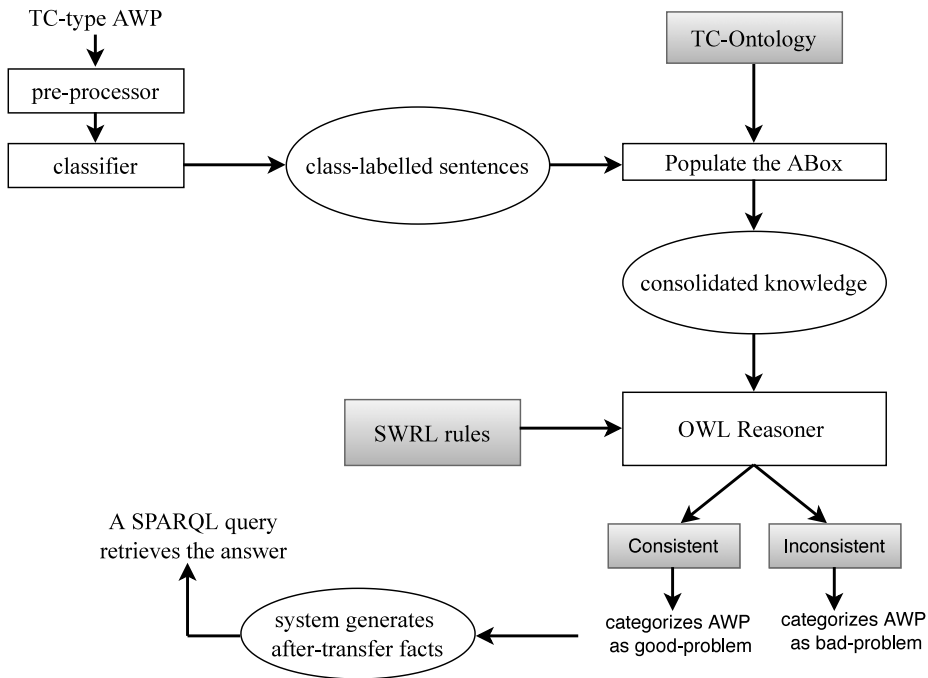 TC-type AWP
TC-Ontology
pre-processor
classifier
class-labelled sentences
Populate the ABox
consolidated knowledge
SWRL rules
OWL Reasoner
Consistent
Inconsistent
categorizes AWP
as good-problem
categorizes AWP
as bad-problem
system generates
after-transfer facts
A SPARQL query
retrieves the answer